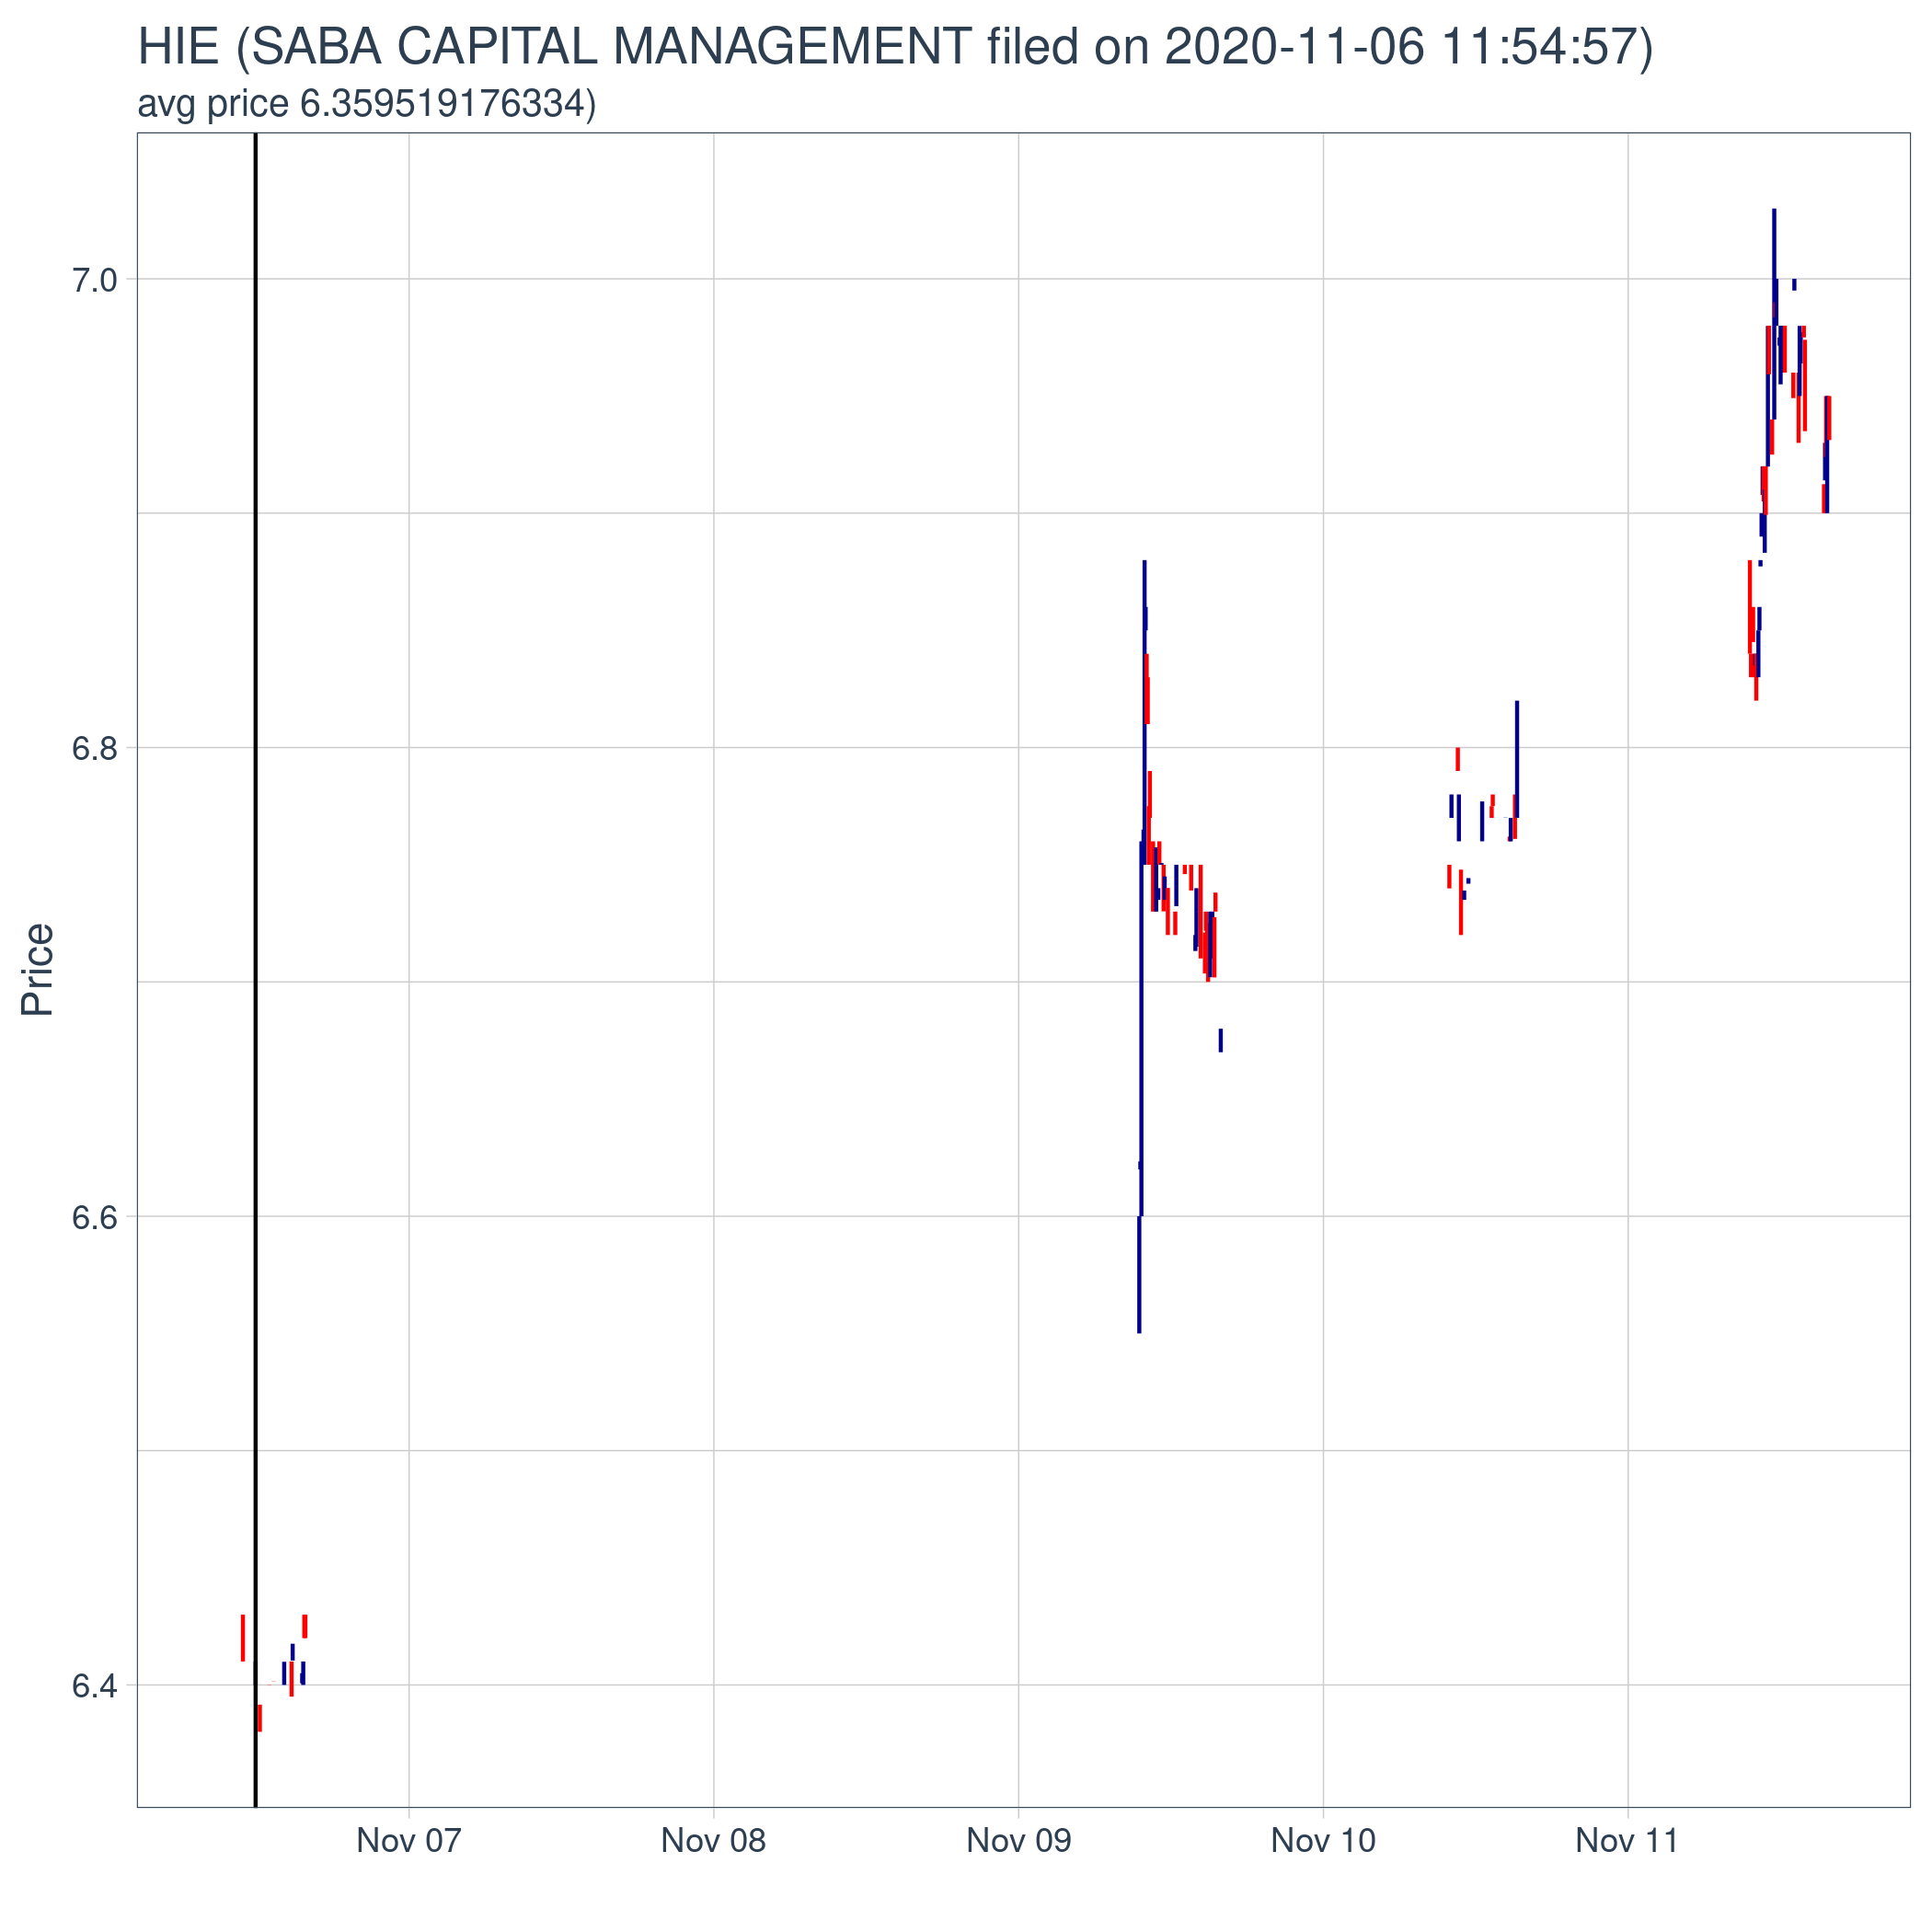 HIE (SABA CAPITAL MANAGEMENT filed on 2020-11-06 11:54:57)
avg price 6.359519176334)
7.0
6.8
Price
6.6
6.4
Nov 07 Nov 08 Nov 09 Nov 10 Nov 11